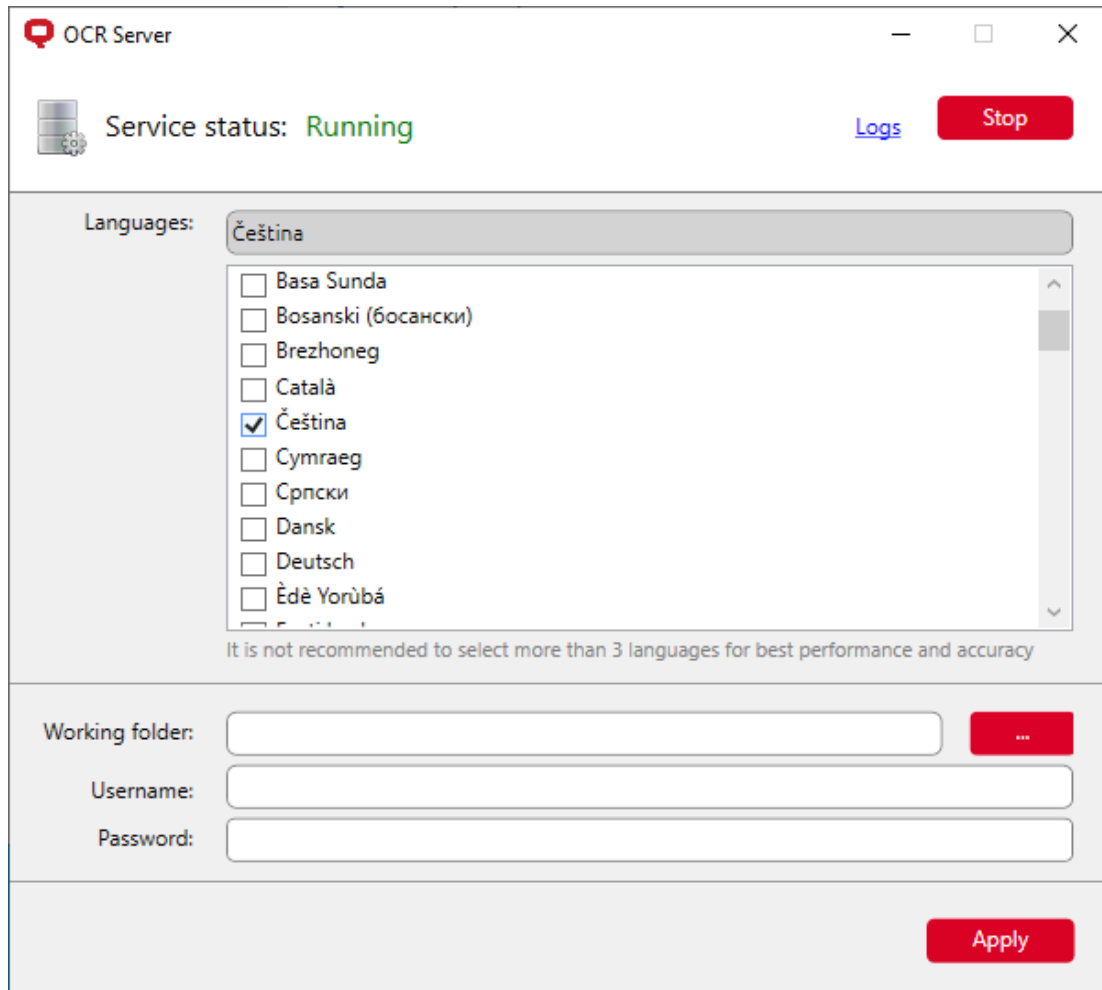 OCR Server
Service status: Running
Logs
Stop
Languages:
Čeština
Basa Sunda
Bosanski (босански)
Brezhoneg
Català
Čeština
Cymraeg
Српски
Dansk
Deutsch
Èdè Yorùbá
It is not recommended to select more than 3 languages for best performance and accuracy
Working folder:
...
Username:
Password:
Apply